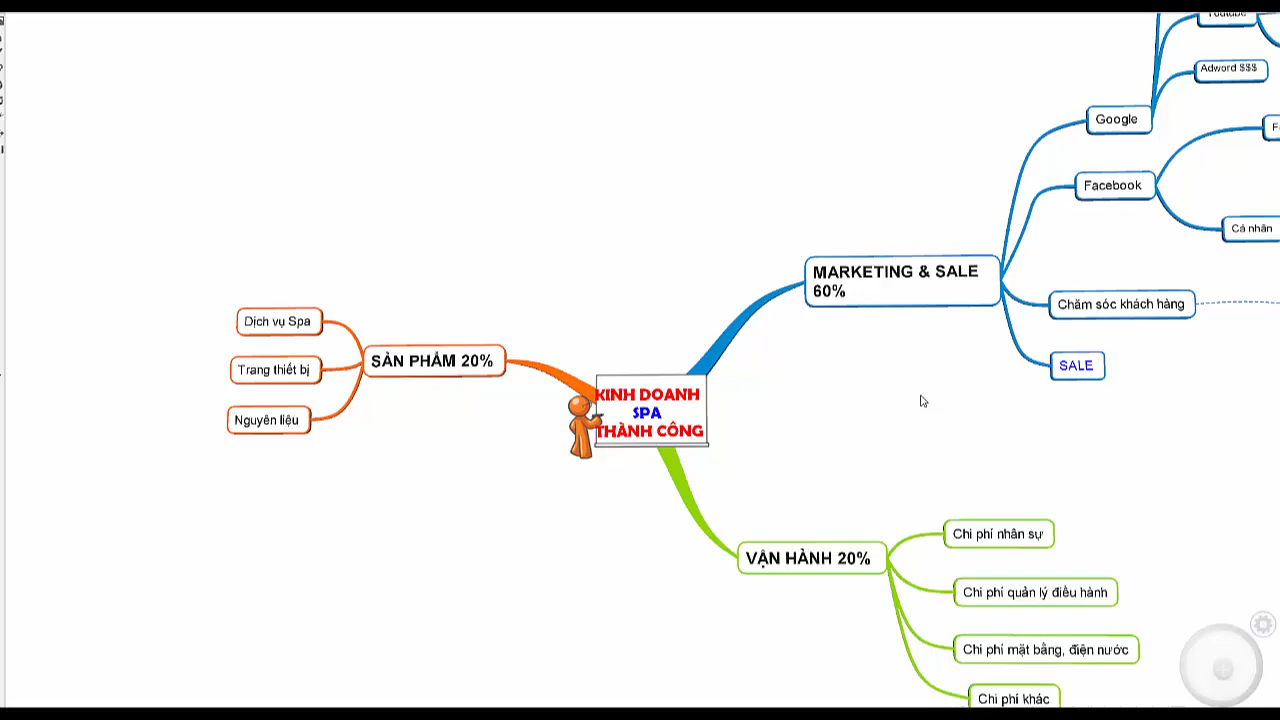 Youtube
Adword $$$
Google
Facebook
Cá nhân
MARKETING & SALE
60%
Chăm sóc khách hàng
SALE
Dịch vụ Spa
SẢN PHẨM 20%
Trang thiết bị
Nguyên liệu
KINH DOANH
SPA
THÀNH CÔNG
Chi phí nhân sự
VẬN HÀNH 20%
Chi phí quản lý điều hành
Chi phí mặt bằng, điện nước
Chi phí khác